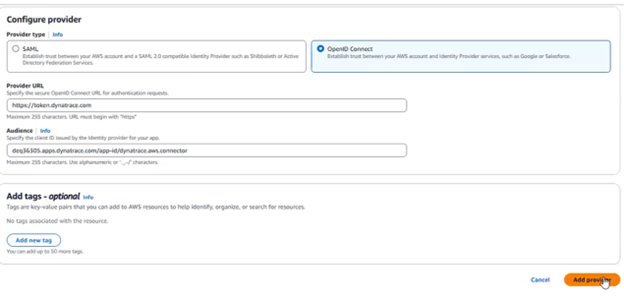 Configure provider
Provider type | Info
SAML
Establish trust between your AWS account and a SAML 2.0 compatible Identity Provider such as Shibboleth or Active
Directory Federation Services.
OpenID Connect
Establish trust between your AWS account and Identity Provider services, such as Google or Salesforce.
Provider URL
Specify the secure OpenID Connect URL for authentication requests.
https://token.dynatrace.com
Maximum 255 characters. URL must begin with "https"
Audience | Info
Specify the client ID issued by the Identity provider for your app.
deq36305.apps.dynatrace.com/app-id/dynatrace.aws.connector
Maximum 255 characters. Use alphanumeric or characters.
Add tags - optional Info
Tags are key-value pairs that you can add to AWS resources to help identify, organize, or search for resources.
No tags associated with the resource.
Add new tag
You can add up to 50 more tags.
Cancel
Add provider